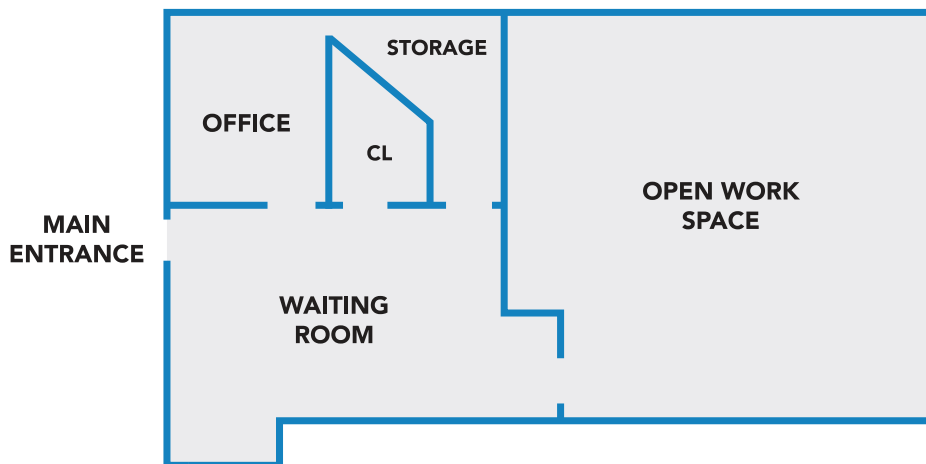 STORAGE
OFFICE
CL
OPEN WORK
SPACE
MAIN
ENTRANCE
WAITING
ROOM